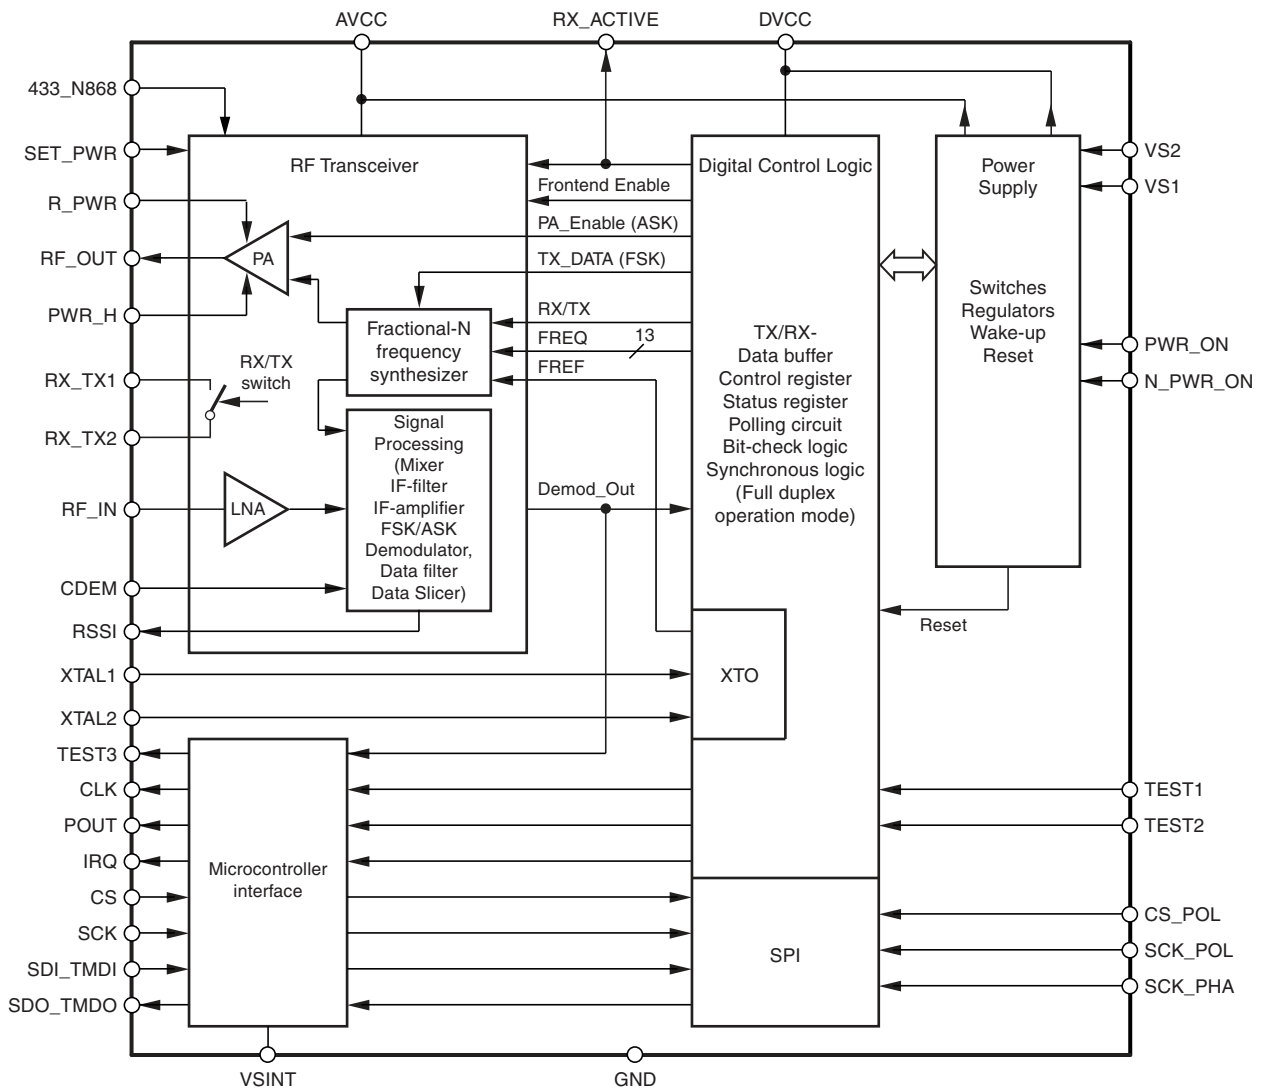 AVCC
RX_ACTIVE
DVCC
433_N868
SET_PWR
R_PWR
RF_OUT
PWR_H
RX_TX1
RX_TX2
RF_IN
CDEM
RSSI
XTAL1
XTAL2
TEST3
CLK
POUT
IRQ
CS
SCK
SDI_TMDI
SDO_TMDO
RF Transceiver
PA
RX/TX
switch
LNA
Fractional-N
frequency
synthesizer
Signal
Processing
(Mixer
IF-filter
IF-amplifier
FSK/ASK
Demodulator,
Data filter
Data Slicer)
Frontend Enable
PA_Enable (ASK)
TX_DATA (FSK)
RX/TX
FREQ
13
FREF
Demod_Out
Digital Control Logic
TX/RX-
Data buffer
Control register
Status register
Polling circuit
Bit-check logic
Synchronous logic
(Full duplex
operation mode)
XTO
Microcontroller
interface
SPI
Power
Supply
Switches
Regulators
Wake-up
Reset
Reset
VS2
VS1
PWR_ON
N_PWR_ON
TEST1
TEST2
CS_POL
SCK_POL
SCK_PHA
VSINT
GND